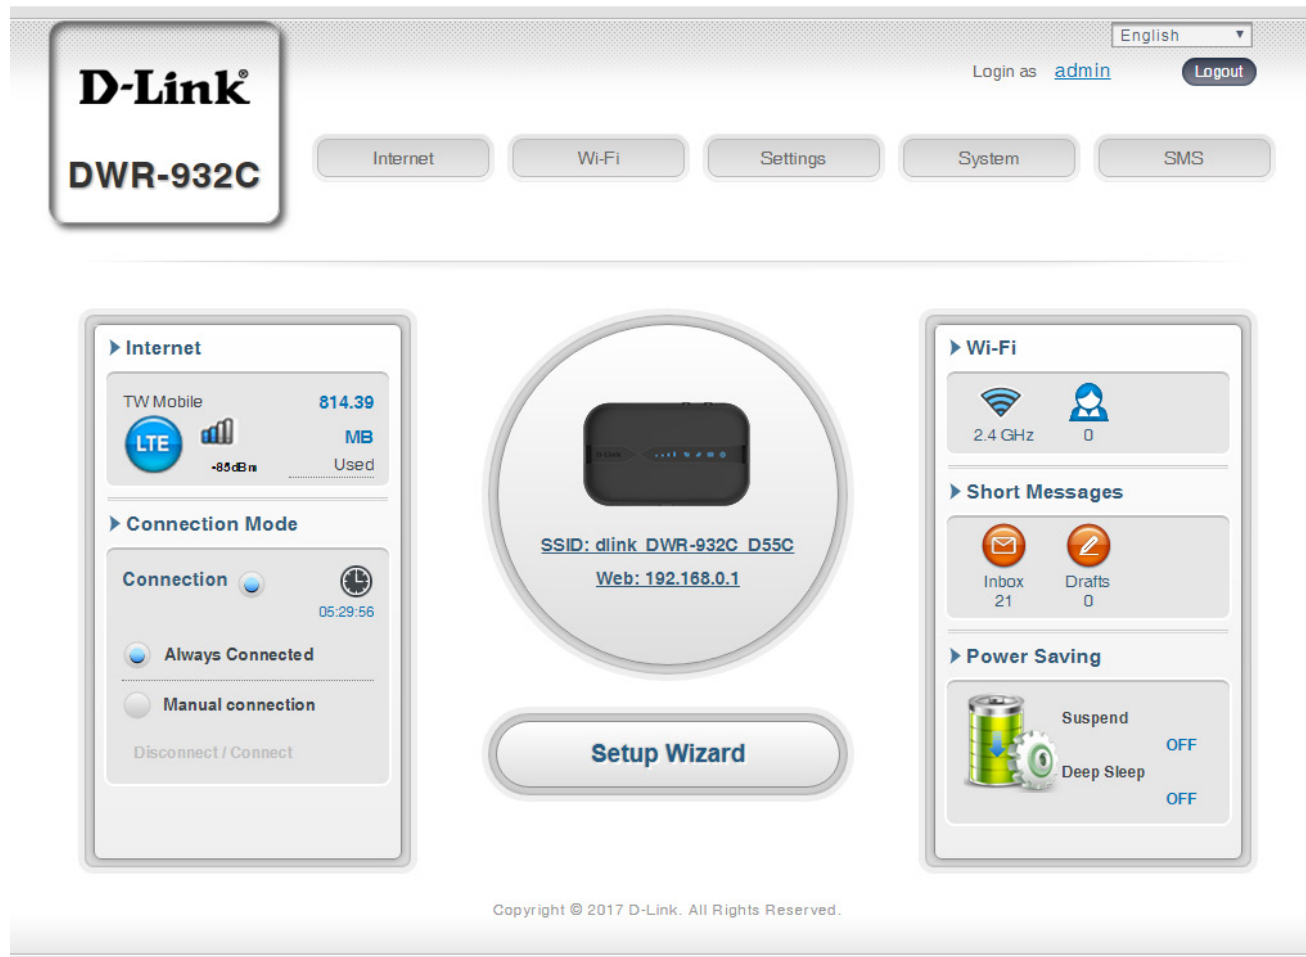 English
Login as admin Logout
D-Link®
DWR-932C
Internet Wi-Fi Settings System SMS
Internet
TW Mobile 814.39
MB
LTE
-85dBm Used
Connection Mode
Connection
05:29:56
Always Connected
Manual connection
Disconnect / Connect
D-Link
SSID: dlink_DWR-932C_D55C
Web: 192.168.0.1
Setup Wizard
Wi-Fi
2.4 GHz 0
Short Messages
Inbox Drafts
21 0
Power Saving
Suspend
OFF
Deep Sleep
OFF
Copyright © 2017 D-Link. All Rights Reserved.